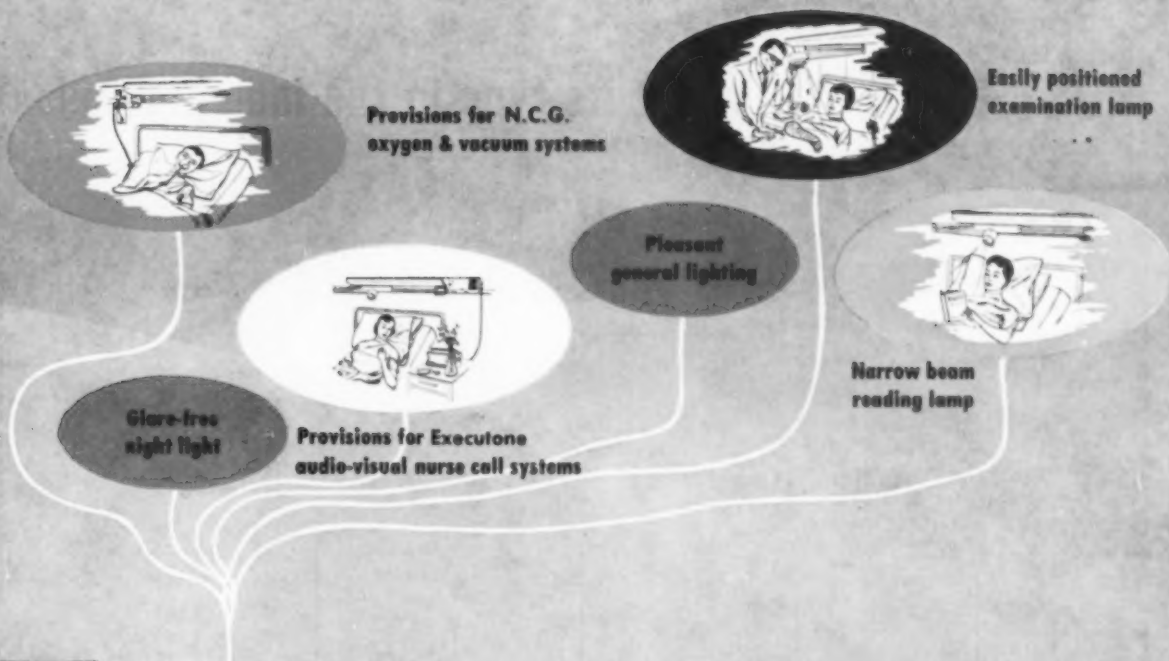 Provisions for N.C.G.
oxygen & vacuum systems
Easily positioned
examination lamp
Pleasant
general lighting
Narrow beam
reading lamp
Glare-free
night light
Provisions for Executone
audio-visual nurse call systems